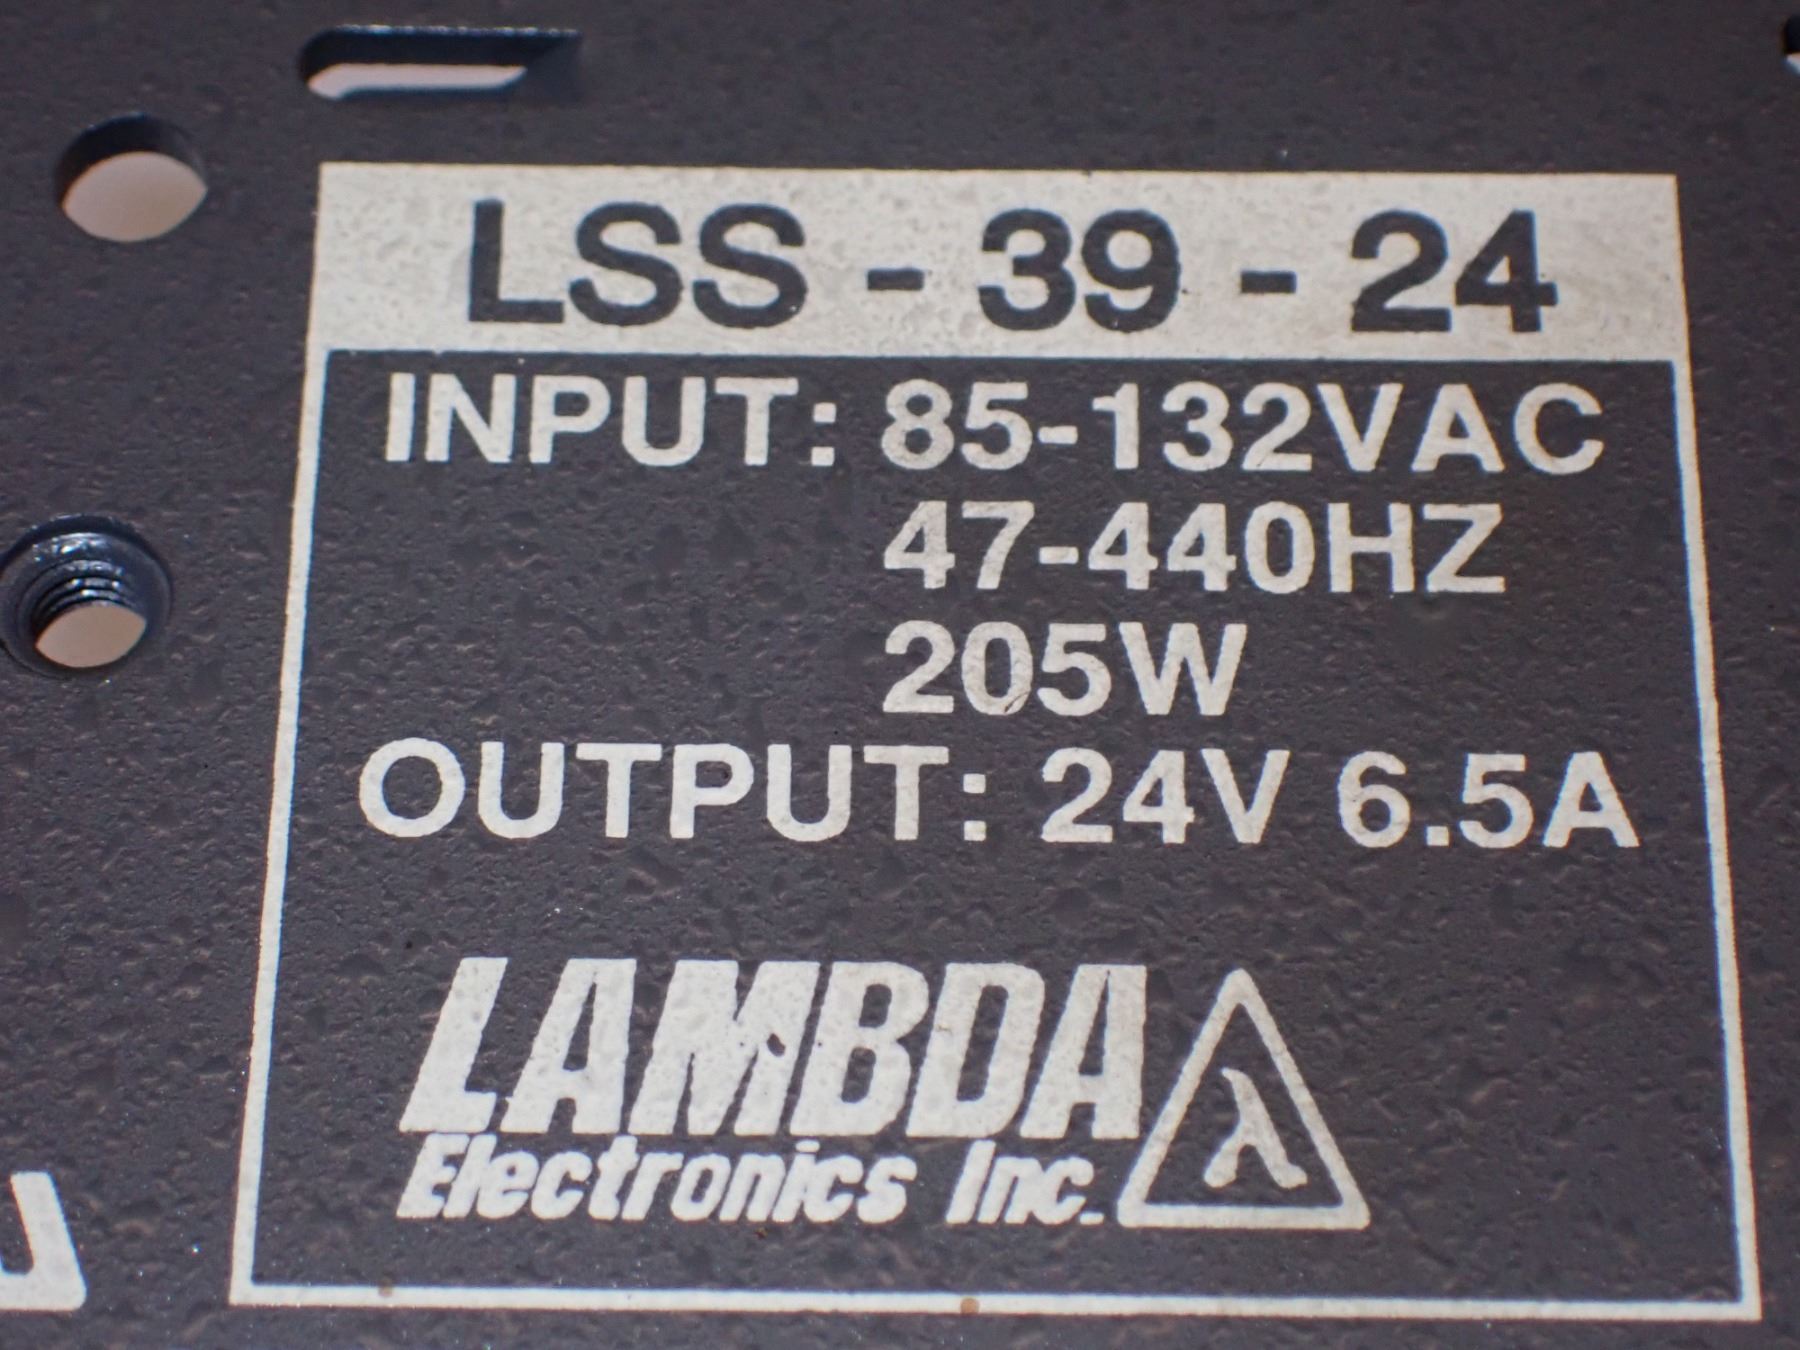 LSS - 39 - 24
INPUT: 85-132VAC
47-440HZ
205W
OUTPUT: 24V 6.5A
LAMBDA λ
Electronics Inc.